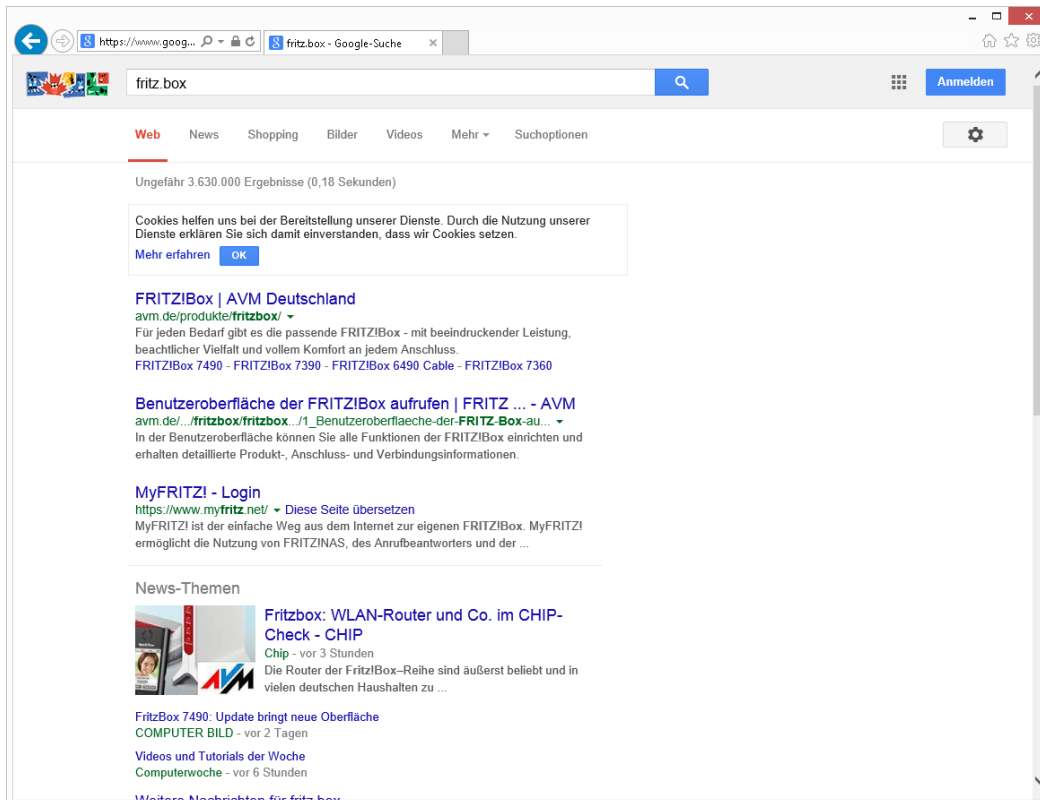 https://www.goog...
fritz.box - Google-Suche
fritz.box
Anmelden
Web News Shopping Bilder Videos Mehr Suchoptionen
Ungefähr 3.630.000 Ergebnisse (0,18 Sekunden)
Cookies helfen uns bei der Bereitstellung unserer Dienste. Durch die Nutzung unserer
Dienste erklären Sie sich damit einverstanden, dass wir Cookies setzen.
Mehr erfahren OK
FRITZ!Box | AVM Deutschland
avm.de/produkte/fritzbox/
Für jeden Bedarf gibt es die passende FRITZ!Box - mit beeindruckender Leistung,
beachtlicher Vielfalt und vollem Komfort an jedem Anschluss.
FRITZ!Box 7490 - FRITZ!Box 7390 - FRITZ!Box 6490 Cable - FRITZ!Box 7360
Benutzeroberfläche der FRITZ!Box aufrufen | FRITZ ... - AVM
avm.de/.../fritzbox/fritzbox.../1_Benutzeroberflaeche-der-FRITZ-Box-au...
In der Benutzeroberfläche können Sie alle Funktionen der FRITZ!Box einrichten und
erhalten detaillierte Produkt-, Anschluss- und Verbindungsinformationen.
MyFRITZ! - Login
https://www.myfritz.net/ Diese Seite übersetzen
MyFRITZ! ist der einfache Weg aus dem Internet zur eigenen FRITZ!Box. MyFRITZ!
ermöglicht die Nutzung von FRITZ!NAS, des Anrufbeantworters und der ...
News-Themen
AVM
Fritzbox: WLAN-Router und Co. im CHIP-
Check - CHIP
Chip - vor 3 Stunden
Die Router der Fritz!Box–Reihe sind äußerst beliebt und in
vielen deutschen Haushalten zu ...
FritzBox 7490: Update bringt neue Oberfläche
COMPUTER BILD - vor 2 Tagen
Videos und Tutorials der Woche
Computerwoche - vor 6 Stunden
Weitere Nachrichten für fritz.box